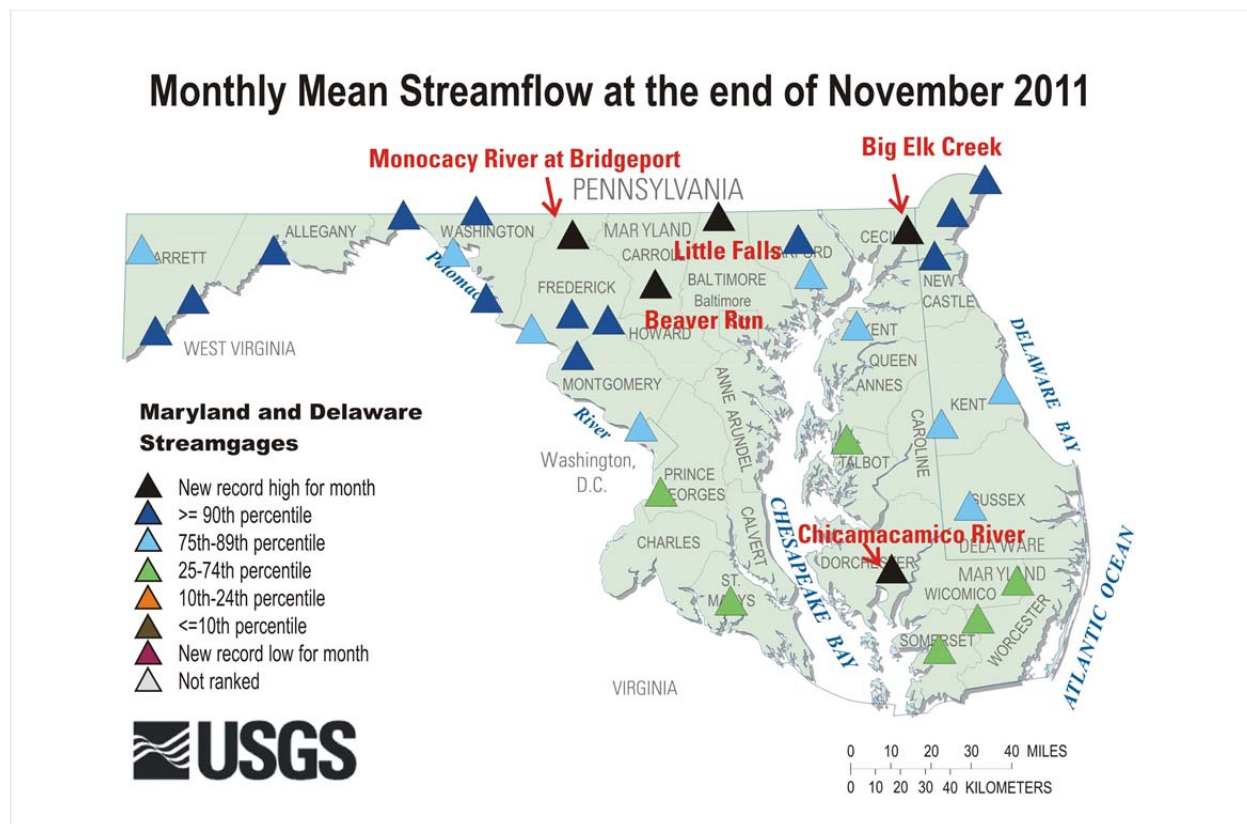 Monthly Mean Streamflow at the end of November 2011
Big Elk Creek
Monocacy River at Bridgeport
PENNSYLVANIA
ALLEGANY
WASHINGTON
MARYLAND
CECIL
ARRETT
CARROLL
Little Falls
ARFORD
Potomac
FREDERICK
BALTIMORE
NEW
CASTLE
Baltimore
Beaver Run
HOWARD
KENT
WEST VIRGINIA
QUEEN
ANNES
DELAWARE BAY
MONTGOMERY
ANNE ARUNDEL
KENT
CAROLINE
River
Maryland and Delaware
Streamgages
Washington,
D.C.
TALBOT
PRINCE
EORGES
New record high for month
>= 90th percentile
75th-89th percentile
25-74th percentile
10th-24th percentile
<=10th percentile
New record low for month
Not ranked
SUSSEX
CALVERT
CHESAPEAKE BAY
Chicamacamico River
CHARLES
DELAWARE
DORCHESTER
MARYLAND
ST.
MARYS
WICOMICO
SOMERSET
WORCESTER
ATLANTIC OCEAN
VIRGINIA
USGS
0 10 20 30 40 MILES
0 10 20 30 40 KILOMETERS